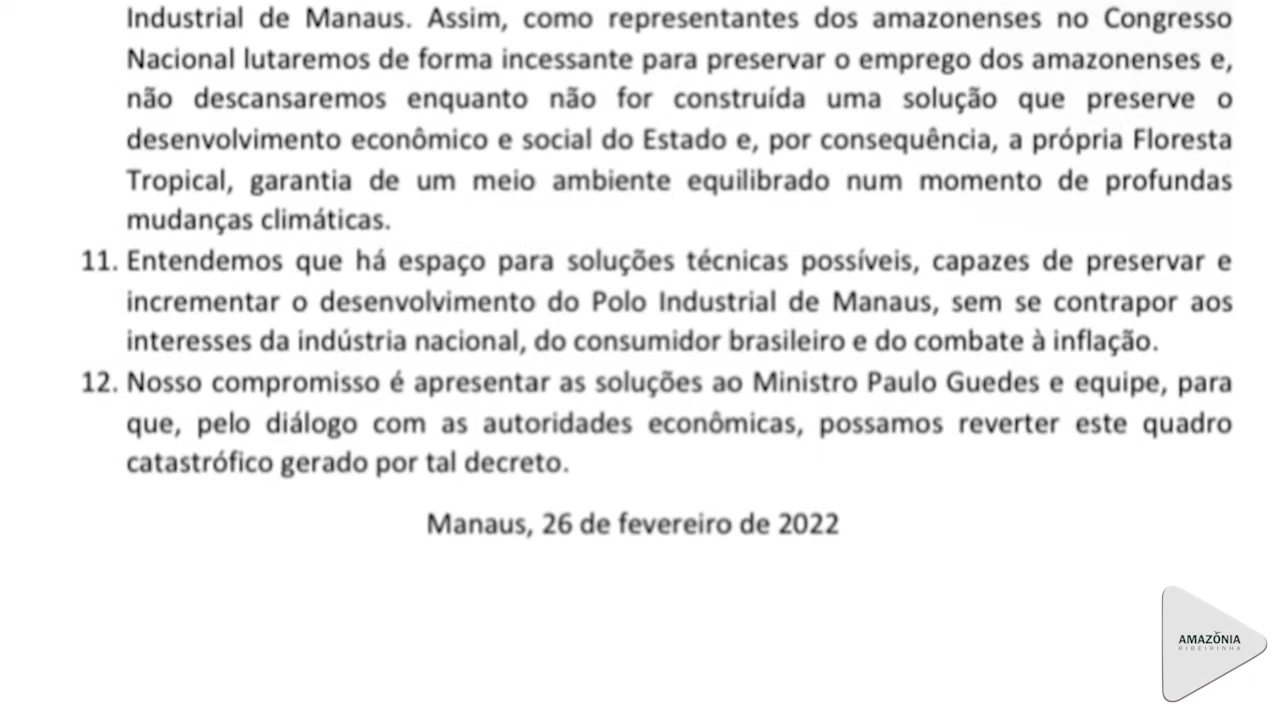 Industrial de Manaus. Assim, como representantes dos amazonenses no Congresso
Nacional lutaremos de forma incessante para preservar o emprego dos amazonenses e,
não descansaremos enquanto não for construída uma solução que preserve o
desenvolvimento econômico e social do Estado e, por consequência, a própria Floresta
Tropical, garantia de um meio ambiente equilibrado num momento de profundas
mudanças climáticas.
11. Entendemos que há espaço para soluções técnicas possíveis, capazes de preservar e
incrementar o desenvolvimento do Polo Industrial de Manaus, sem se contrapor aos
interesses da indústria nacional, do consumidor brasileiro e do combate à inflação.
12. Nosso compromisso é apresentar as soluções ao Ministro Paulo Guedes e equipe, para
que, pelo diálogo com as autoridades econômicas, possamos reverter este quadro
catastrófico gerado por tal decreto.
Manaus, 26 de fevereiro de 2022
AMAZÔNIA
RIBEIRINHA